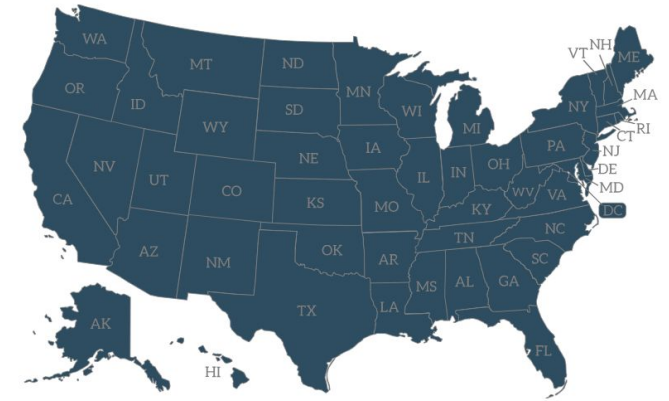 WA
MT
ND
MN
OR
ID
SD
WI
MI
NY
VT
NH
ME
MA
RI
CT
WY
NV
UT
CO
NE
IA
IL
IN
OH
PA
NJ
DE
MD
DC
CA
KS
MO
KY
WV
VA
AZ
NM
OK
AR
TN
NC
SC
TX
LA
MS
AL
GA
FL
AK
HI